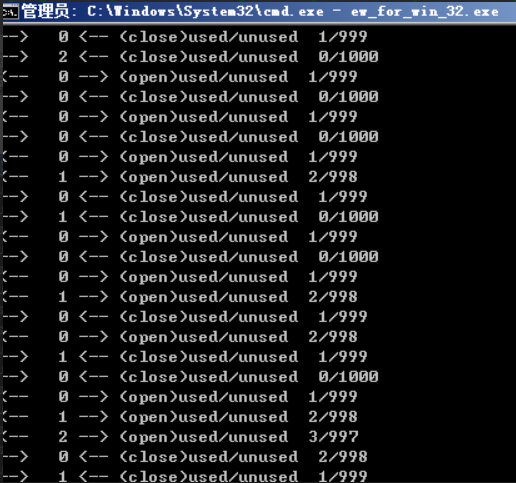 管理员: C:\Windows\System32\cmd.exe - ew_for_win_32.exe
--> 0 <-- (close)used/unused 1/999
--> 2 <-- (close)used/unused 0/1000
<-- 0 --> (open)used/unused 1/999
--> 0 <-- (close)used/unused 0/1000
<-- 0 --> (open)used/unused 1/999
--> 0 <-- (close)used/unused 0/1000
<-- 0 --> (open)used/unused 1/999
<-- 1 --> (open)used/unused 2/998
--> 0 <-- (close)used/unused 1/999
--> 1 <-- (close)used/unused 0/1000
<-- 0 --> (open)used/unused 1/999
--> 0 <-- (close)used/unused 0/1000
<-- 0 --> (open)used/unused 1/999
<-- 1 --> (open)used/unused 2/998
--> 0 <-- (close)used/unused 1/999
<-- 0 --> (open)used/unused 2/998
--> 1 <-- (close)used/unused 1/999
--> 0 <-- (close)used/unused 0/1000
<-- 0 --> (open)used/unused 1/999
<-- 1 --> (open)used/unused 2/998
<-- 2 --> (open)used/unused 3/997
--> 0 <-- (close)used/unused 2/998
--> 1 <-- (close)used/unused 1/999